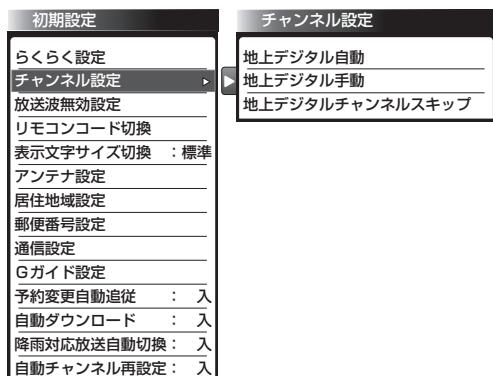 初期設定
らくらく設定
チャンネル設定
放送波無効設定
リモコンコード切換
表示文字サイズ切換 ：標準
アンテナ設定
居住地域設定
郵便番号設定
通信設定
Gガイド設定
予約変更自動追従 ： 入
自動ダウンロード ： 入
降雨対応放送自動切換： 入
自動チャンネル再設定： 入
チャンネル設定
地上デジタル自動
地上デジタル手動
地上デジタルチャンネルスキップ